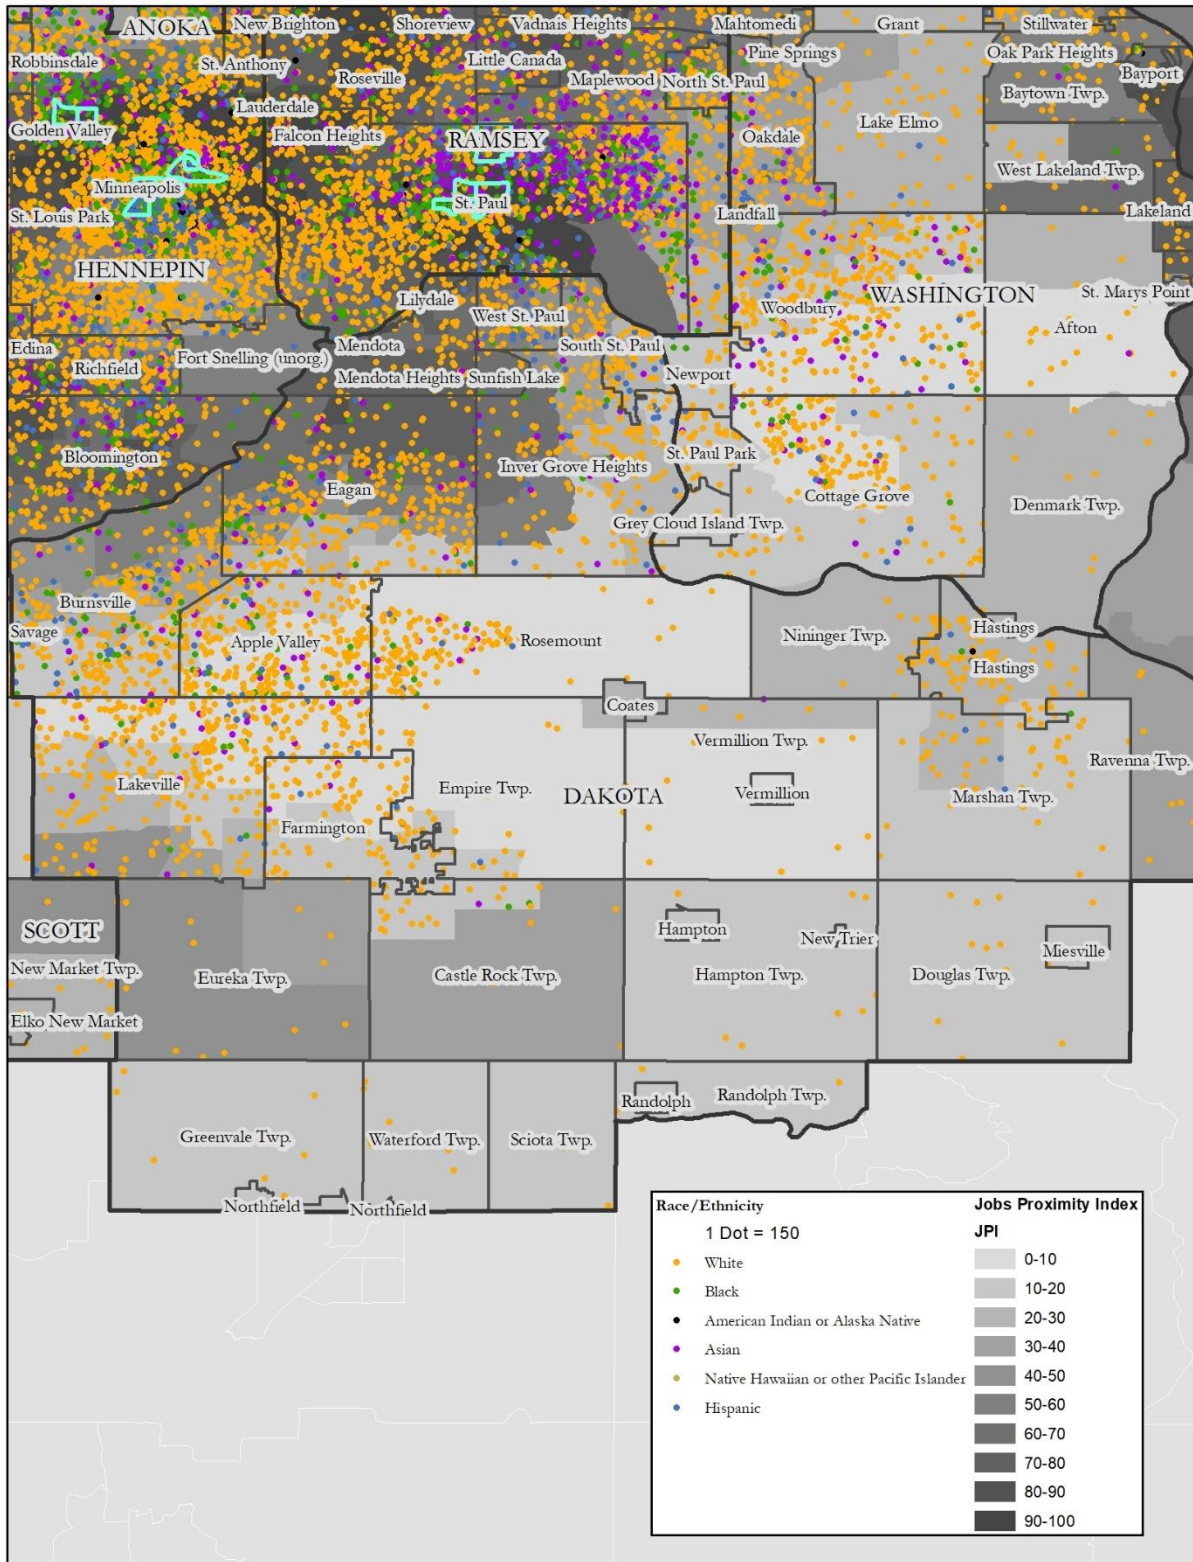 ANOKA
New Brighton
Shoreview
Vadnais Heights
Mahtomedi
Grant
Stillwater
Robbinsdale
St. Anthony
Roseville
Little Canada
Maplewood
North St. Paul
Pine Springs
Oak Park Heights
Bayport
Baytown Twp.
Golden Valley
Lauderdale
Falcon Heights
RAMSEY
Oakdale
Lake Elmo
West Lakeland Twp.
Minneapolis
St. Louis Park
St. Paul
Landfall
Lakeland
HENNEPIN
Lilydale
West St. Paul
Woodbury
WASHINGTON
St. Marys Point
Afton
Edina
Richfield
Fort Snelling (unorg.)
Mendota
Mendota Heights
Sunfish Lake
South St. Paul
Newport
Bloomington
Eagan
Inver Grove Heights
St. Paul Park
Cottage Grove
Grey Cloud Island Twp.
Denmark Twp.
Burnsville
Savage
Apple Valley
Rosemount
Nininger Twp.
Hastings
Hastings
Coates
Vermillion Twp.
Ravenna Twp.
Lakeville
Empire Twp.
DAKOTA
Vermillion
Marshan Twp.
Farmington
SCOTT
New Market Twp.
Elko New Market
Eureka Twp.
Castle Rock Twp.
Hampton
New Trier
Hampton Twp.
Douglas Twp.
Miesville
Randolph
Randolph Twp.
Greenvale Twp.
Waterford Twp.
Sciota Twp.
Northfield
Northfield
Race/Ethnicity
1 Dot = 150
White
Black
American Indian or Alaska Native
Asian
Native Hawaiian or other Pacific Islander
Hispanic
Jobs Proximity Index
JPI
0-10
10-20
20-30
30-40
40-50
50-60
60-70
70-80
80-90
90-100